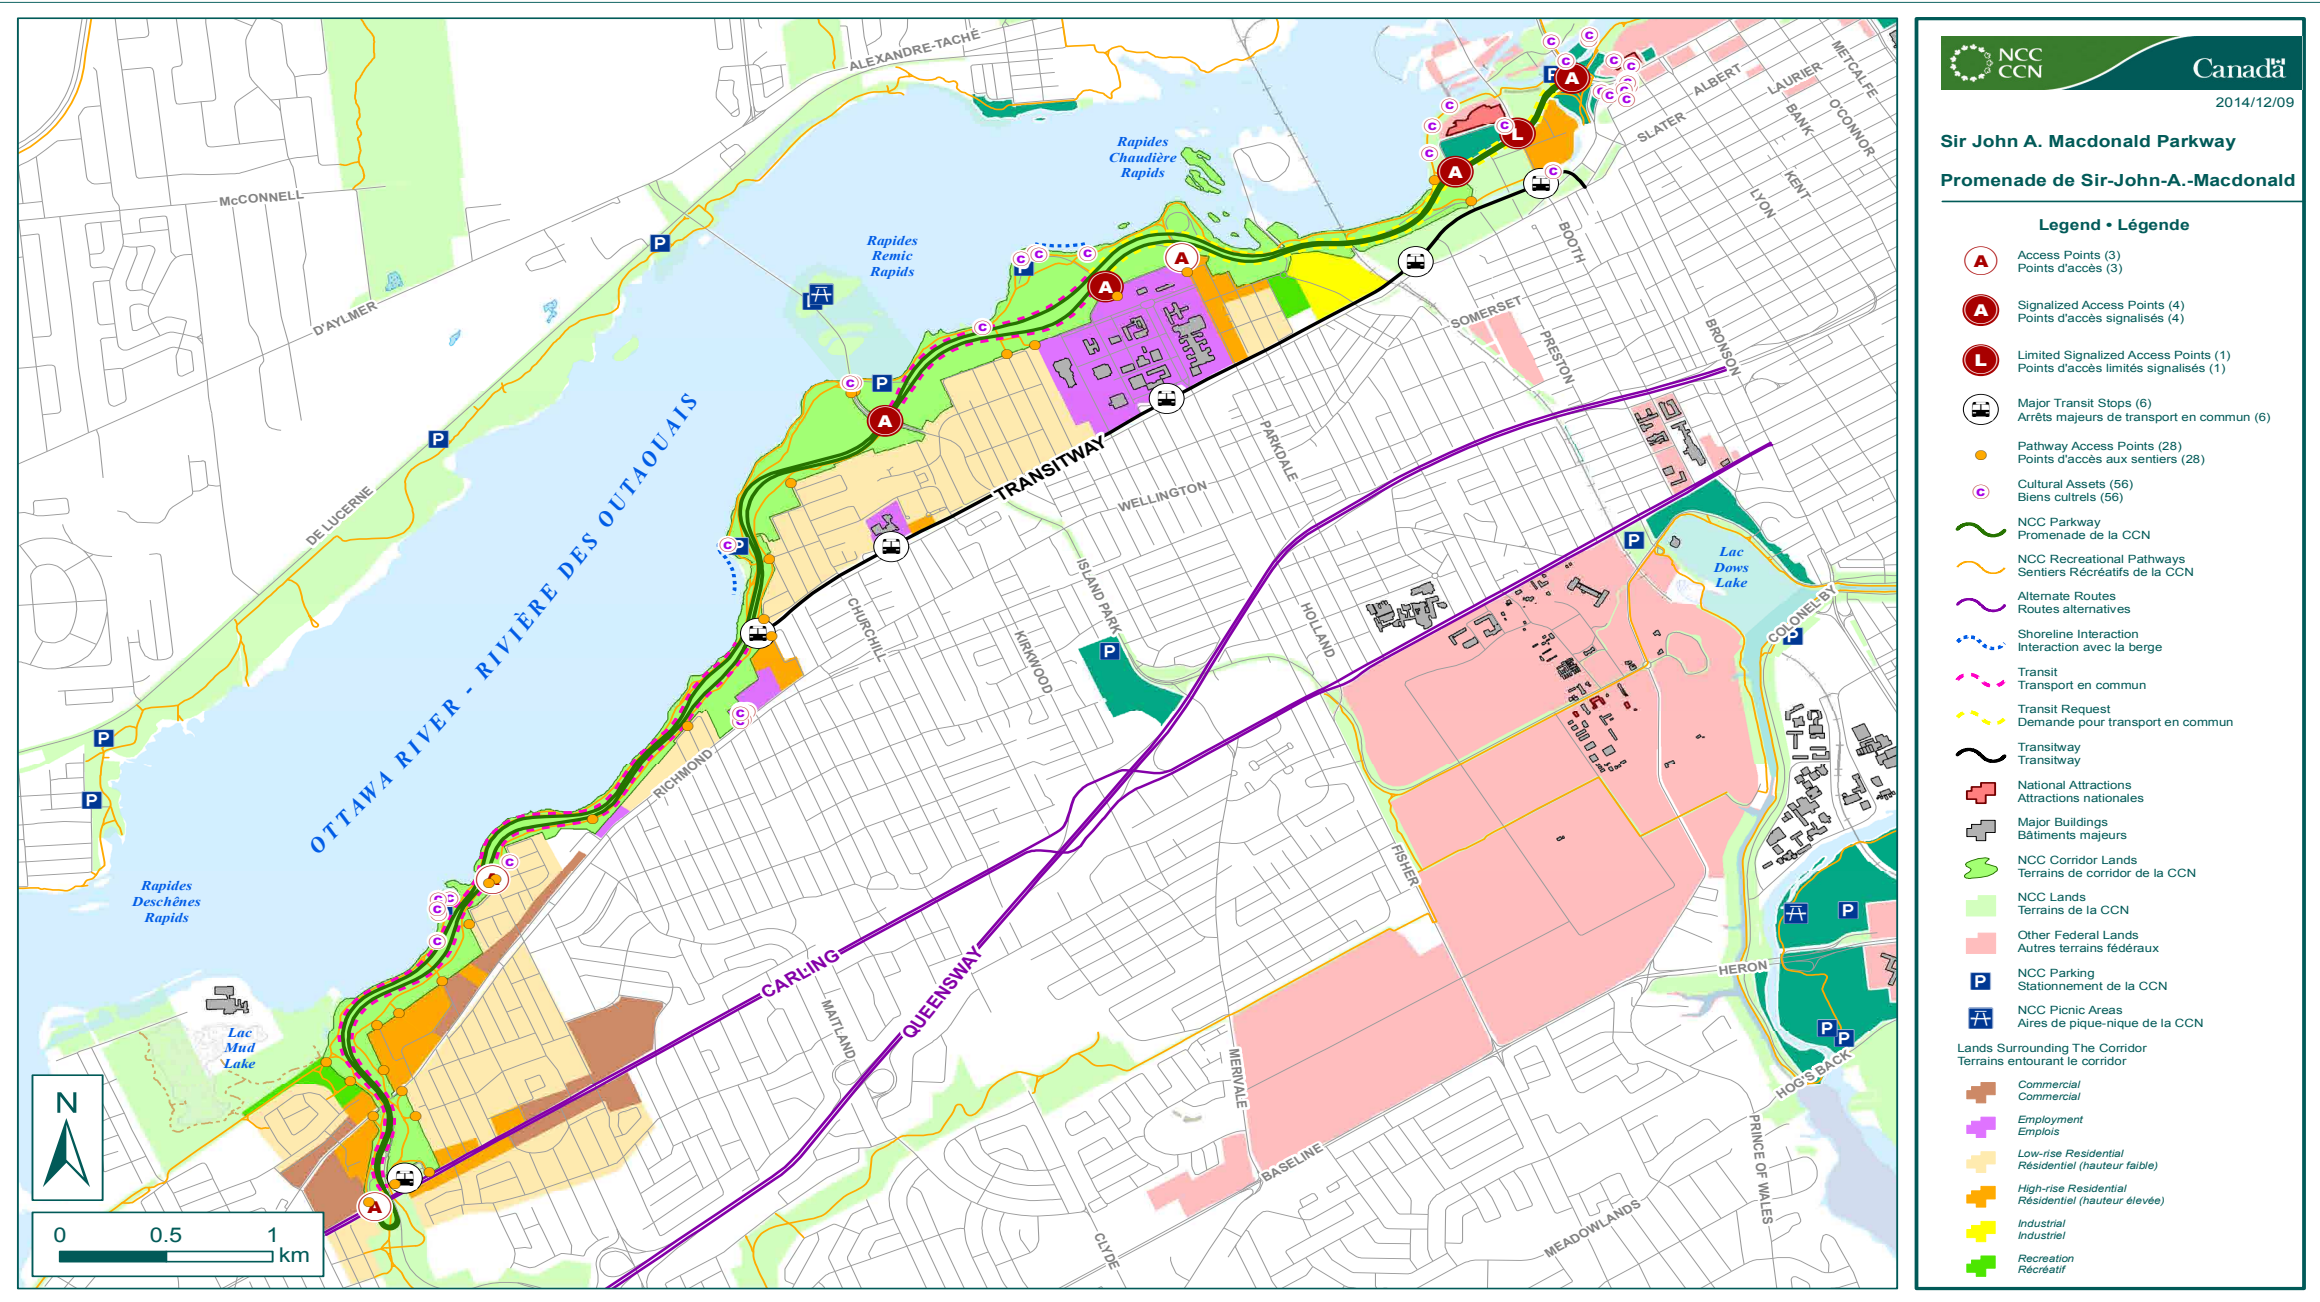 ALEXANDRE-TACHÉ
McCONNELL
D'AYLMER
DE LUCERNE
Rapides
Chaudière
Rapids
Rapides
Remic
Rapids
OTTAWA RIVER - RIVIÈRE DES OUTAOUAIS
Rapides
Deschênes
Rapids
Lac
Mud
Lake
METCALFE
O'CONNOR
LAURIER
BANK
ALBERT
SLATER
KENT
LYON
BOOTH
BRONSON
SOMERSET
PRESTON
PARKDALE
WELLINGTON
TRANSITWAY
ISLAND PARK
HOLLAND
KIRKWOOD
CHURCHILL
RICHMOND
Lac
Dows
Lake
COLONEL BY
FISHER
HERON
HOG'S BACK
PRINCE OF WALES
MERIVALE
BASELINE
MEADOWLANDS
CLYDE
MAITLAND
CARLING
QUEENSWAY
A
A
L
A
A
A
A
A
P
P
P
P
P
P
P
P
P
P
P
P
P
C
C
C
C
C
N
0 0.5 1
km
NCC
CCN
Canada
2014/12/09
Sir John A. Macdonald Parkway
Promenade de Sir-John-A.-Macdonald
Legend • Légende
A
Access Points (3)
Points d'accès (3)
A
Signalized Access Points (4)
Points d'accès signalisés (4)
L
Limited Signalized Access Points (1)
Points d'accès limités signalisés (1)
Major Transit Stops (6)
Arrêts majeurs de transport en commun (6)
Pathway Access Points (28)
Points d'accès aux sentiers (28)
C
Cultural Assets (56)
Biens cultrels (56)
NCC Parkway
Promenade de la CCN
NCC Recreational Pathways
Sentiers Récréatifs de la CCN
Alternate Routes
Routes alternatives
Shoreline Interaction
Interaction avec la berge
Transit
Transport en commun
Transit Request
Demande pour transport en commun
Transitway
Transitway
National Attractions
Attractions nationales
Major Buildings
Bâtiments majeurs
NCC Corridor Lands
Terrains de corridor de la CCN
NCC Lands
Terrains de la CCN
Other Federal Lands
Autres terrains fédéraux
P
NCC Parking
Stationnement de la CCN
NCC Picnic Areas
Aires de pique-nique de la CCN
Lands Surrounding The Corridor
Terrains entourant le corridor
Commercial
Commercial
Employment
Emplois
Low-rise Residential
Résidentiel (hauteur faible)
High-rise Residential
Résidentiel (hauteur élevée)
Industrial
Industriel
Recreation
Récréatif